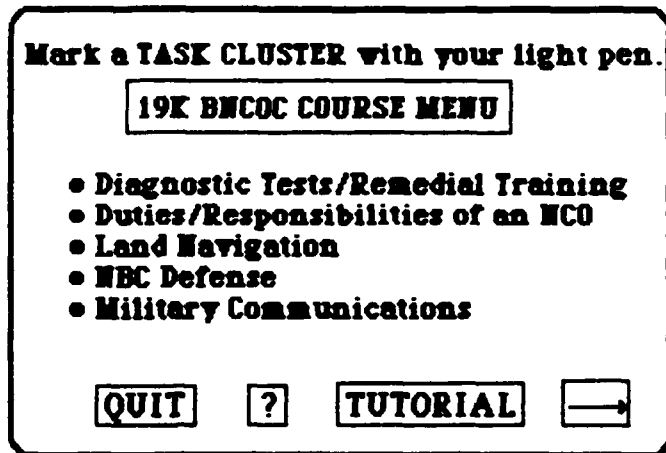 Mark a TASK CLUSTER with your light pen.
19K BNCOC COURSE MENU
• Diagnostic Tests/Remedial Training
• Duties/Responsibilities of an NCO
• Land Navigation
• NBC Defense
• Military Communications
QUIT ? TUTORIAL →